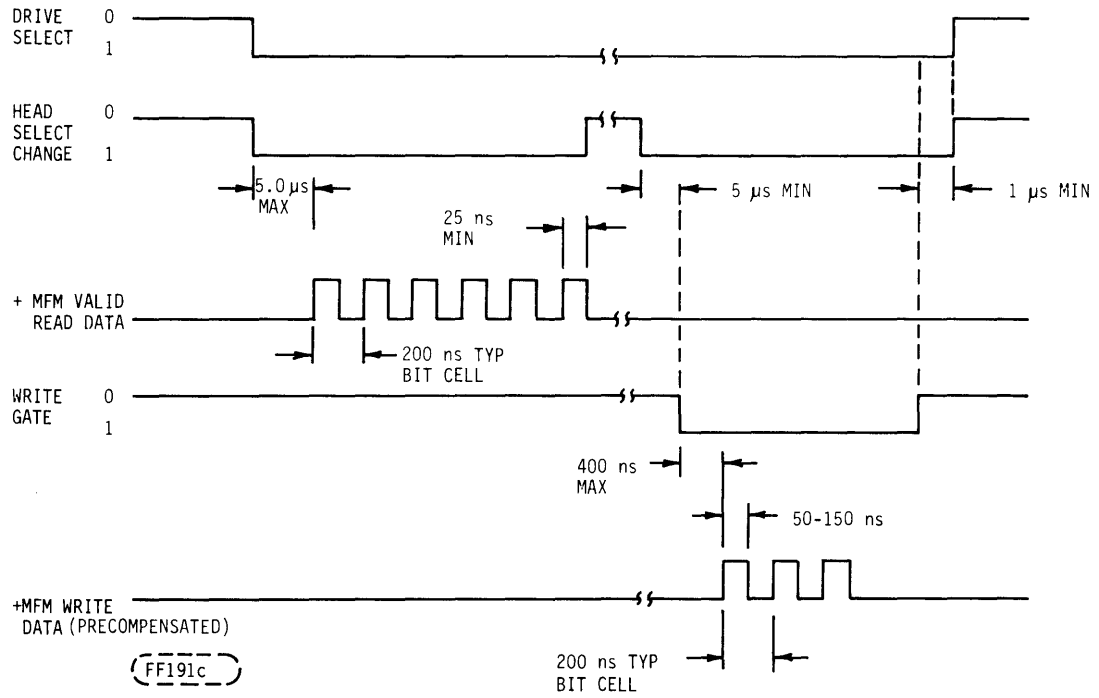 DRIVE 0
SELECT
1
HEAD 0
SELECT
CHANGE 1
5.0 µs
MAX
5 µs MIN
1 µs MIN
25 ns
MIN
+ MFM VALID
READ DATA
200 ns TYP
BIT CELL
WRITE 0
GATE
1
400 ns
MAX
50-150 ns
+MFM WRITE
DATA (PRECOMPENSATED)
FF191c
200 ns TYP
BIT CELL